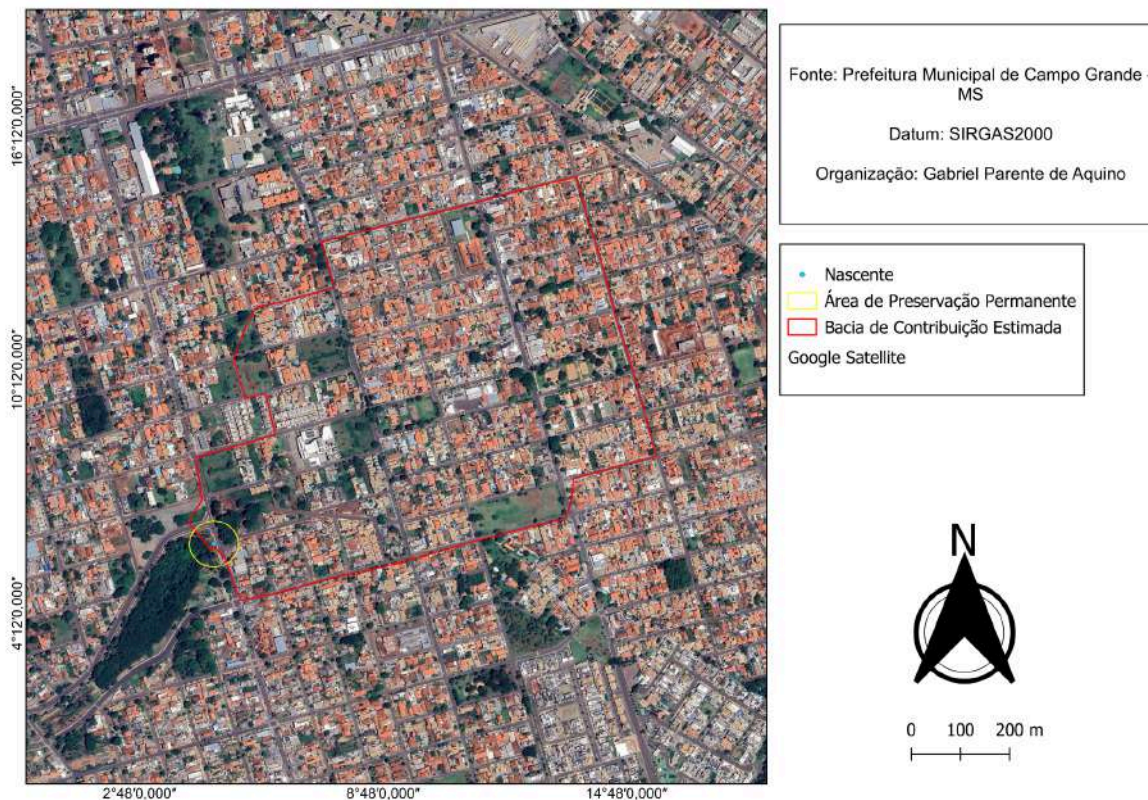 Fonte: Prefeitura Municipal de Campo Grande -
MS
Datum: SIRGAS2000
Organização: Gabriel Parente de Aquino
Nascente
Área de Preservação Permanente
Bacia de Contribuição Estimada
Google Satellite
N
0 100 200 m
16°12'0,000"
10°12'0,000"
4°12'0,000"
2°48'0,000"
8°48'0,000"
14°48'0,000"